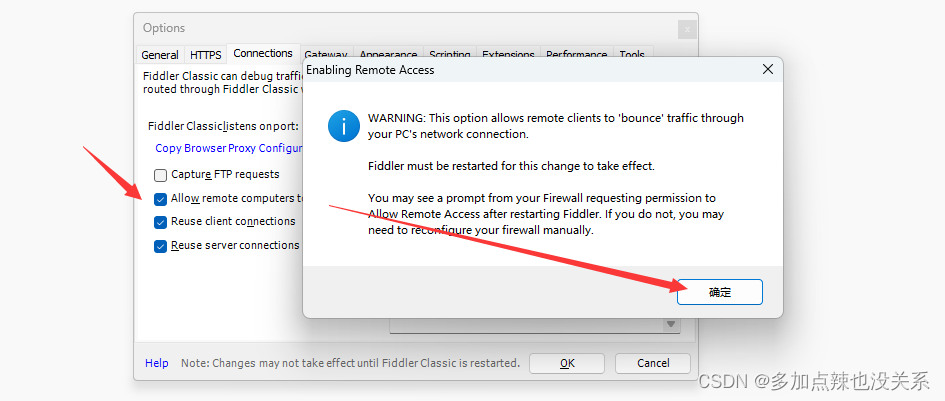 Options
General HTTPS Connections Gateway Appearance Scripting Extensions Performance Tools
Fiddler Classic can debug traffi
routed through Fiddler Classic
Fiddler Classic listens on port:
Copy Browser Proxy Configur
Capture FTP requests
Allow remote computers t
Reuse client connections
Reuse server connections
Enabling Remote Access
WARNING: This option allows remote clients to 'bounce' traffic through
your PC's network connection.
Fiddler must be restarted for this change to take effect.
You may see a prompt from your Firewall requesting permission to
Allow Remote Access after restarting Fiddler. If you do not, you may
need to reconfigure your firewall manually.
确定
Help Note: Changes may not take effect until Fiddler Classic is restarted. OK Cancel
CSDN @多加点辣也没关系